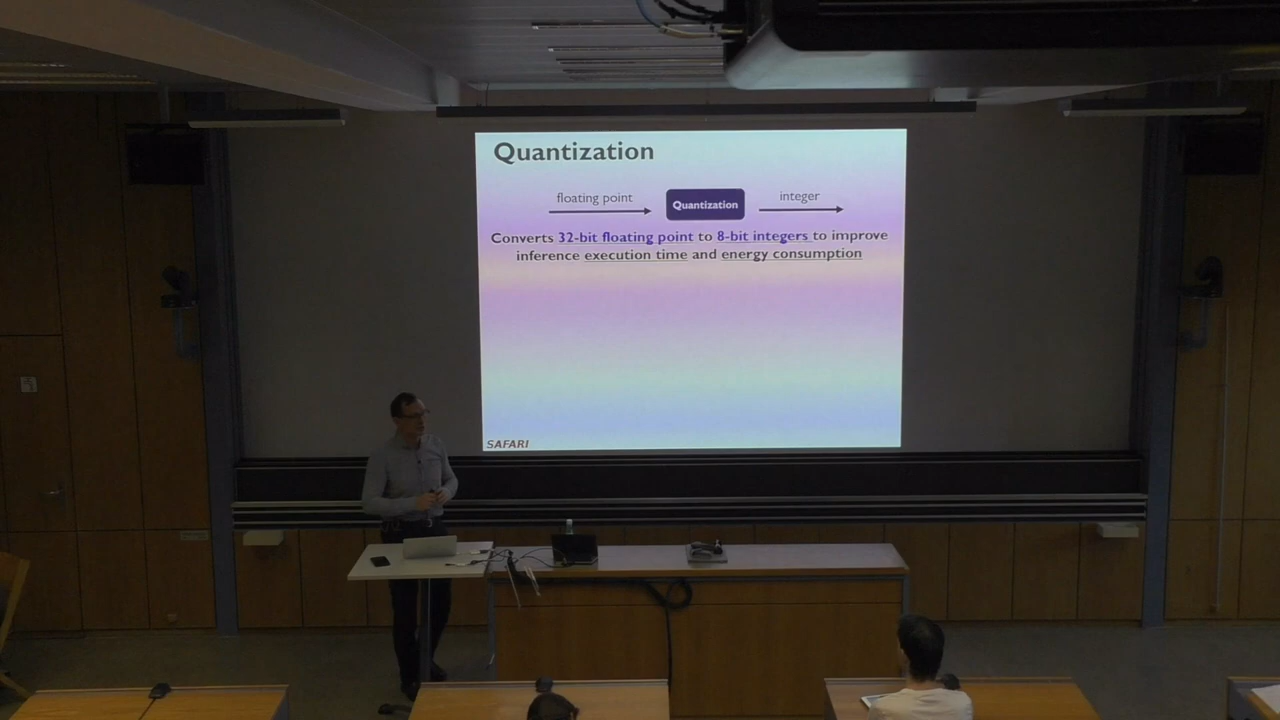 Quantization
floating point
Quantization
integer
Converts 32-bit floating point to 8-bit integers to improve
inference execution time and energy consumption
SAFARI